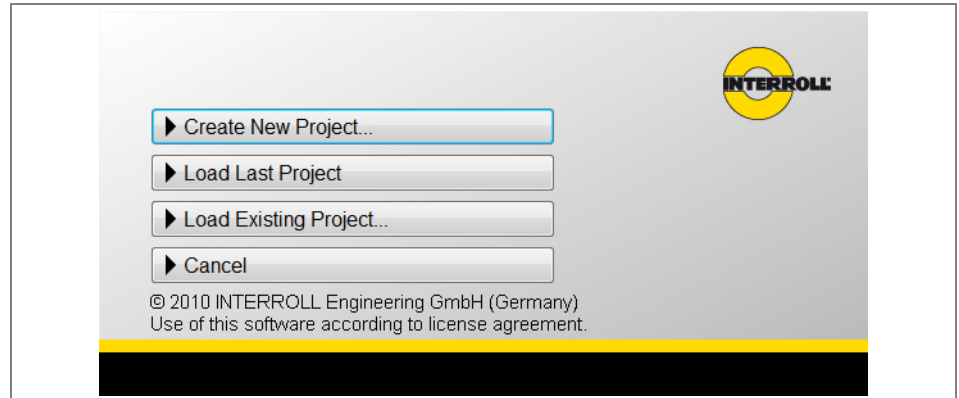 INTERROLL
Create New Project...
Load Last Project
Load Existing Project...
Cancel
© 2010 INTERROLL Engineering GmbH (Germany)
Use of this software according to license agreement.